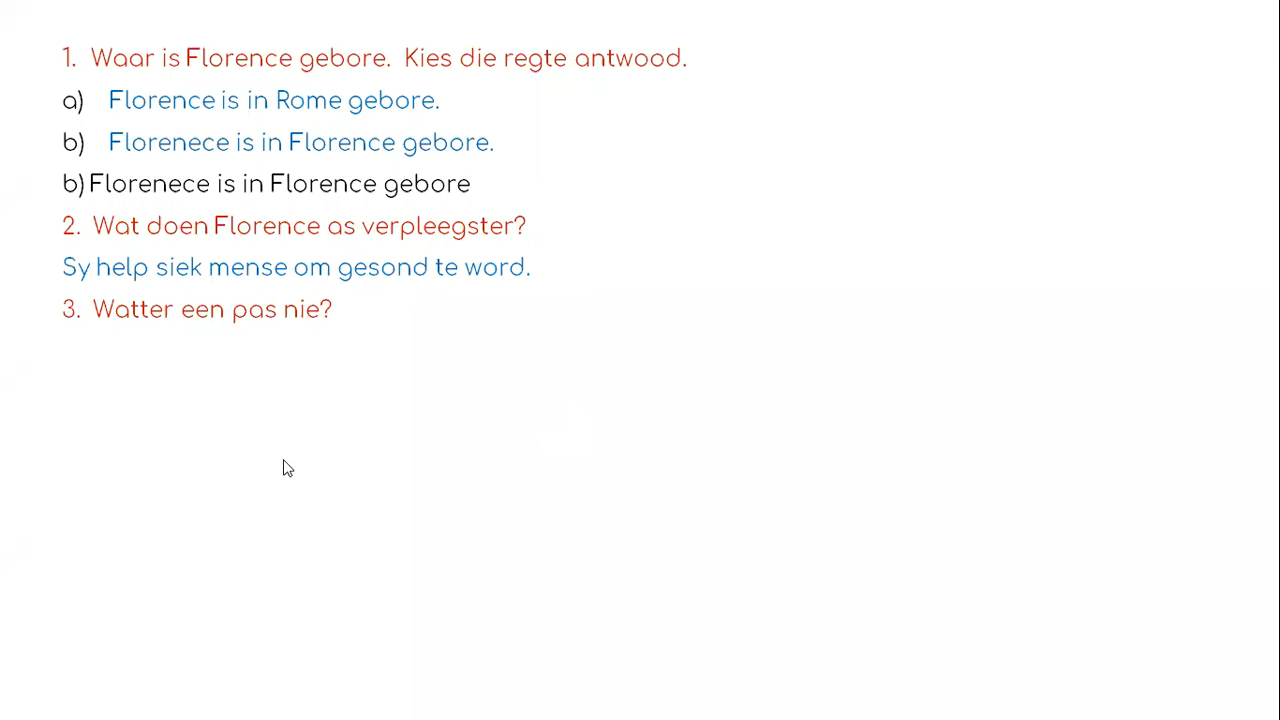 1. Waar is Florence gebore. Kies die regte antwood.
a) Florence is in Rome gebore.
b) Florenece is in Florence gebore.
b) Florenece is in Florence gebore
2. Wat doen Florence as verpleegster?
Sy help siek mense om gesond te word.
3. Watter een pas nie?